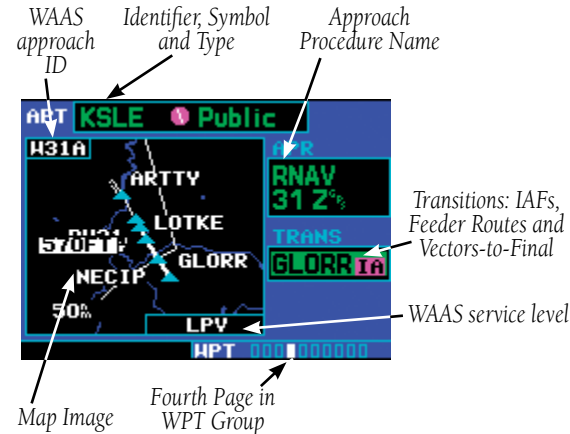 WAAS
approach
ID
Identifier, Symbol
and Type
Approach
Procedure Name
APT KSLE Public
W31A
APR
RNAV
31 Z GPS
ARTTY
LOTKE
TRANS
570FT
GLORR
GLORR IA
NECIP
50
LPV
WPT
Transitions: IAFs,
Feeder Routes and
Vectors-to-Final
WAAS service level
Map Image
Fourth Page in
WPT Group